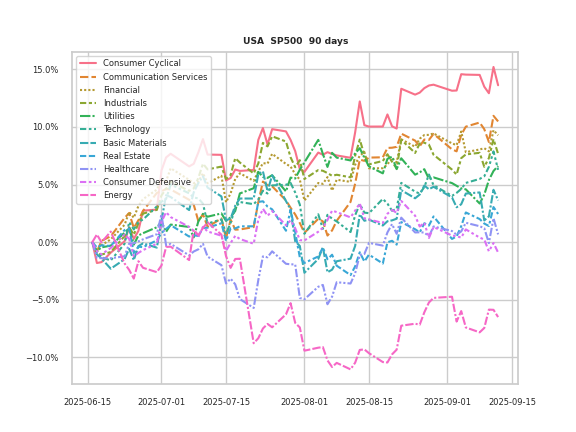 USA SP500 90 days
Consumer Cyclical
Communication Services
Financial
Industrials
Utilities
Technology
Basic Materials
Real Estate
Healthcare
Consumer Defensive
Energy
15.0%
10.0%
5.0%
0.0%
−5.0%
−10.0%
2025-06-15 2025-07-01 2025-07-15 2025-08-01 2025-08-15 2025-09-01 2025-09-15